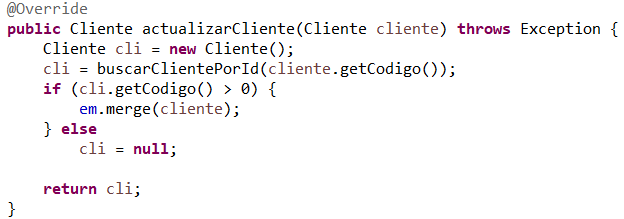 @Override
public Cliente actualizarCliente(Cliente cliente) throws Exception {
    Cliente cli = new Cliente();
    cli = buscarClientePorId(cliente.getCodigo());
    if (cli.getCodigo() > 0) {
        em.merge(cliente);
    } else
        cli = null;

    return cli;
}